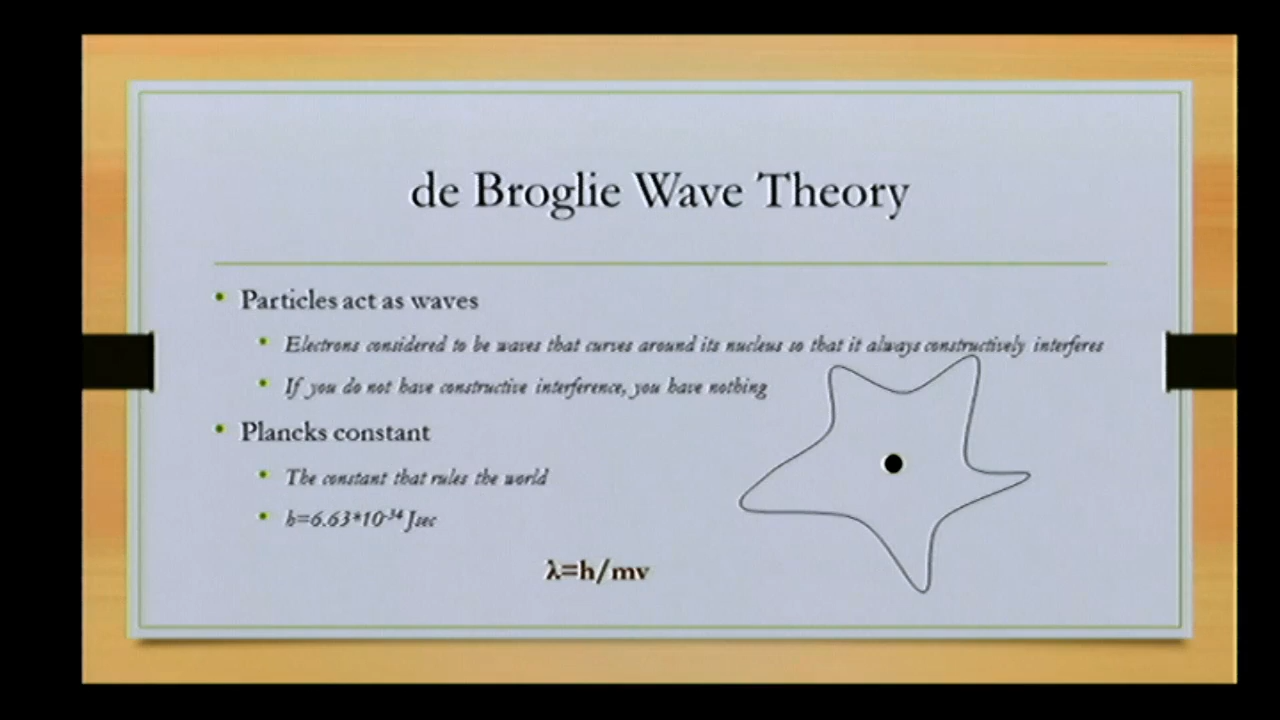 de Broglie Wave Theory
Particles act as waves
Electrons considered to be waves that curves around its nucleus so that it always constructively interferes
If you do not have constructive interference, you have nothing
Plancks constant
The constant that rules the world
h=6.63*10⁻³⁴ Jsec
λ=h/mv